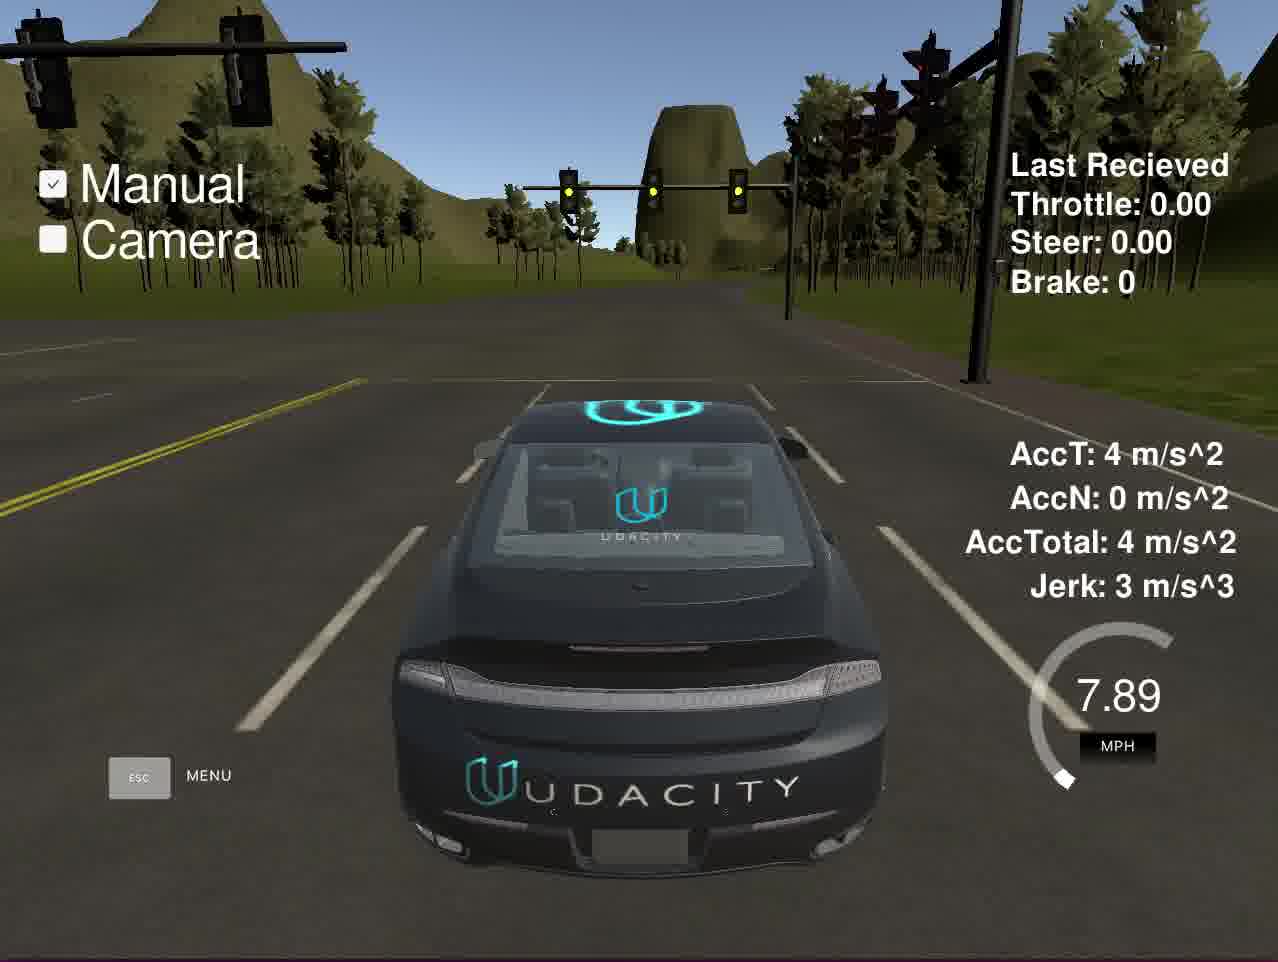 Manual
Camera
Last Recieved
Throttle: 0.00
Steer: 0.00
Brake: 0
AccT: 4 m/s^2
AccN: 0 m/s^2
AccTotal: 4 m/s^2
Jerk: 3 m/s^3
UDACITY
7.89
MPH
ESC MENU
UDACITY